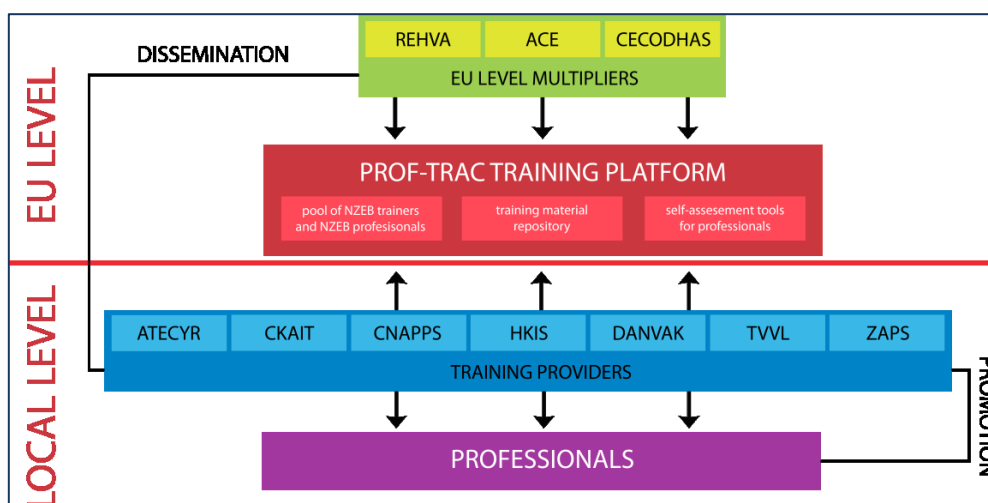 REHVA
ACE
CECODHAS
DISSEMINATION
EU LEVEL MULTIPLIERS
EU LEVEL
PROF-TRAC TRAINING PLATFORM
pool of NZEB trainers
and NZEB profesisonals
training material
repository
self-assesement tools
for professionals
LOCAL LEVEL
ATECYR
CKAIT
CNAPPS
HKIS
DANVAK
TVVL
ZAPS
TRAINING PROVIDERS
PROMOTION
PROFESSIONALS